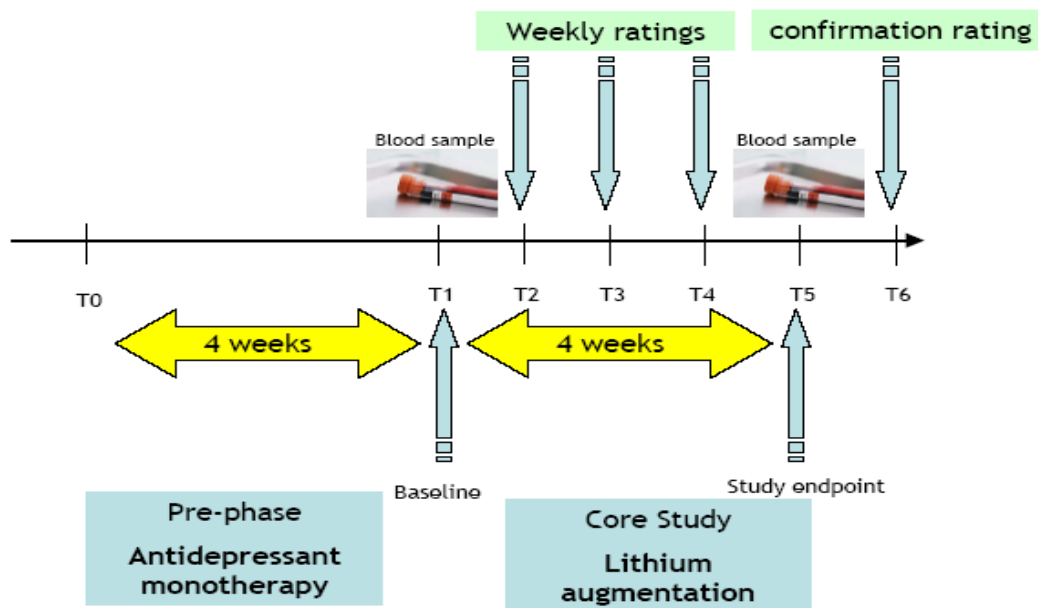 Weekly ratings
confirmation rating
Blood sample
Blood sample
T0
T1
T2
T3
T4
T5
T6
4 weeks
4 weeks
Baseline
Study endpoint
Pre-phase
Antidepressant
monotherapy
Core Study
Lithium
augmentation